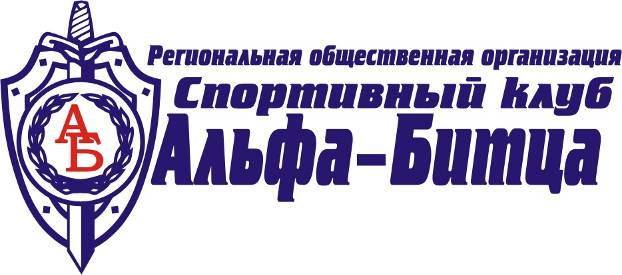 Региональная общественная организация
Спортивный клуб
Альфа-Битца
АБ